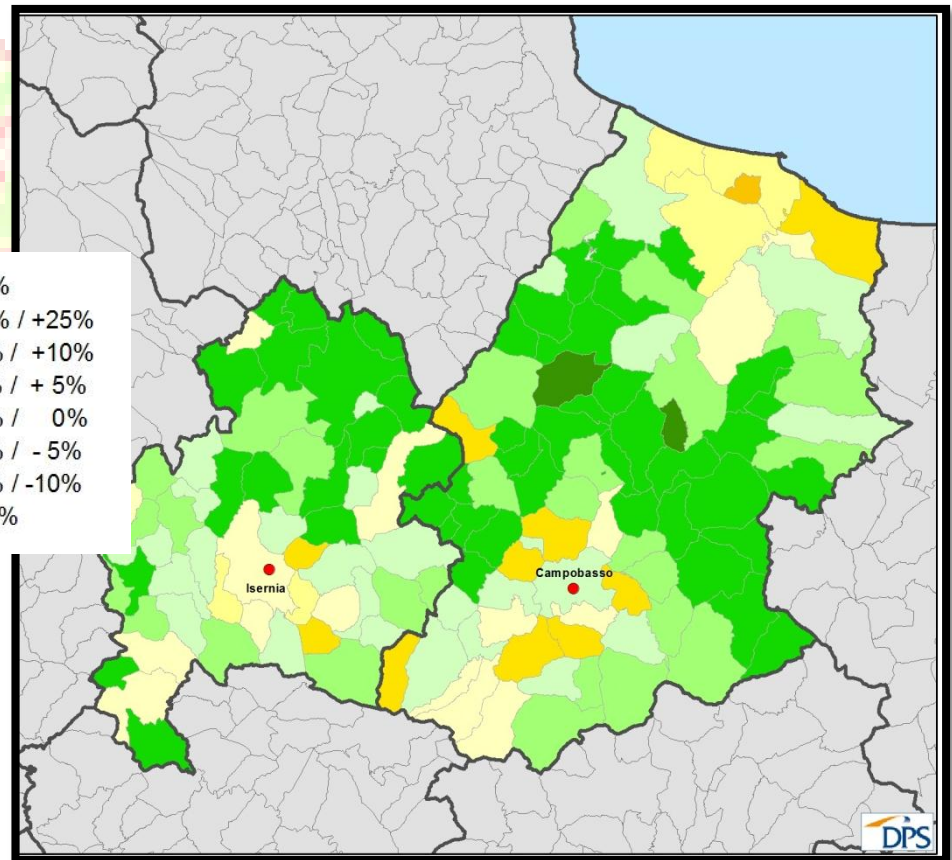 %
% / +25%
% / +10%
% / + 5%
% / 0%
% / - 5%
% / -10%
%
Isernia
Campobasso
DPS